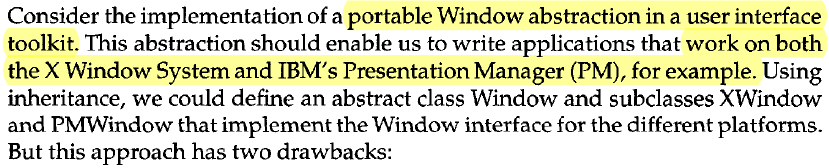 Consider the implementation of a portable Window abstraction in a user interface
toolkit. This abstraction should enable us to write applications that work on both
the X Window System and IBM's Presentation Manager (PM), for example. Using
inheritance, we could define an abstract class Window and subclasses XWindow
and PMWindow that implement the Window interface for the different platforms.
But this approach has two drawbacks: